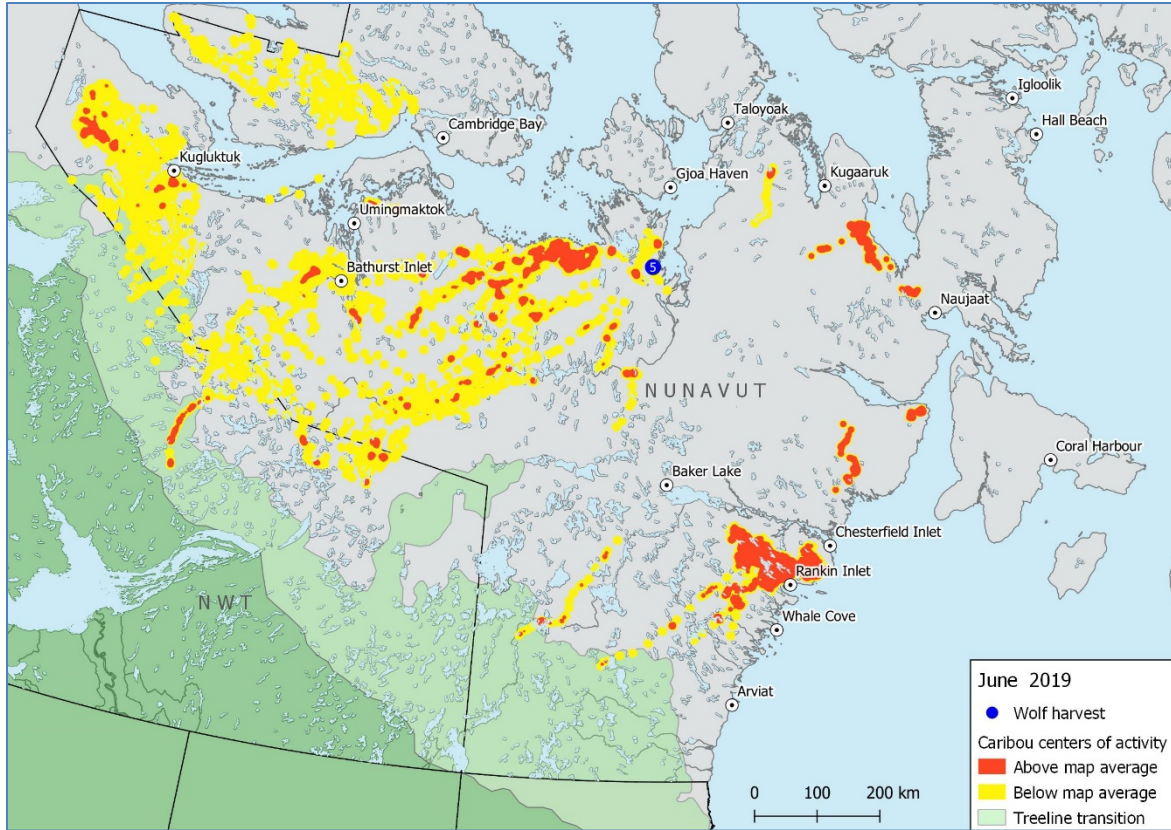 Igloolik
Hall Beach
Taloyoak
Cambridge Bay
Kugluktuk
Gjoa Haven
Kugaaruk
Umingmaktok
Bathurst Inlet
5
Naujaat
NUNAVUT
Coral Harbour
Baker Lake
Chesterfield Inlet
Rankin Inlet
NWT
Whale Cove
Arviat
June 2019
Wolf harvest
Caribou centers of activity
Above map average
Below map average
Treeline transition
0 100 200 km